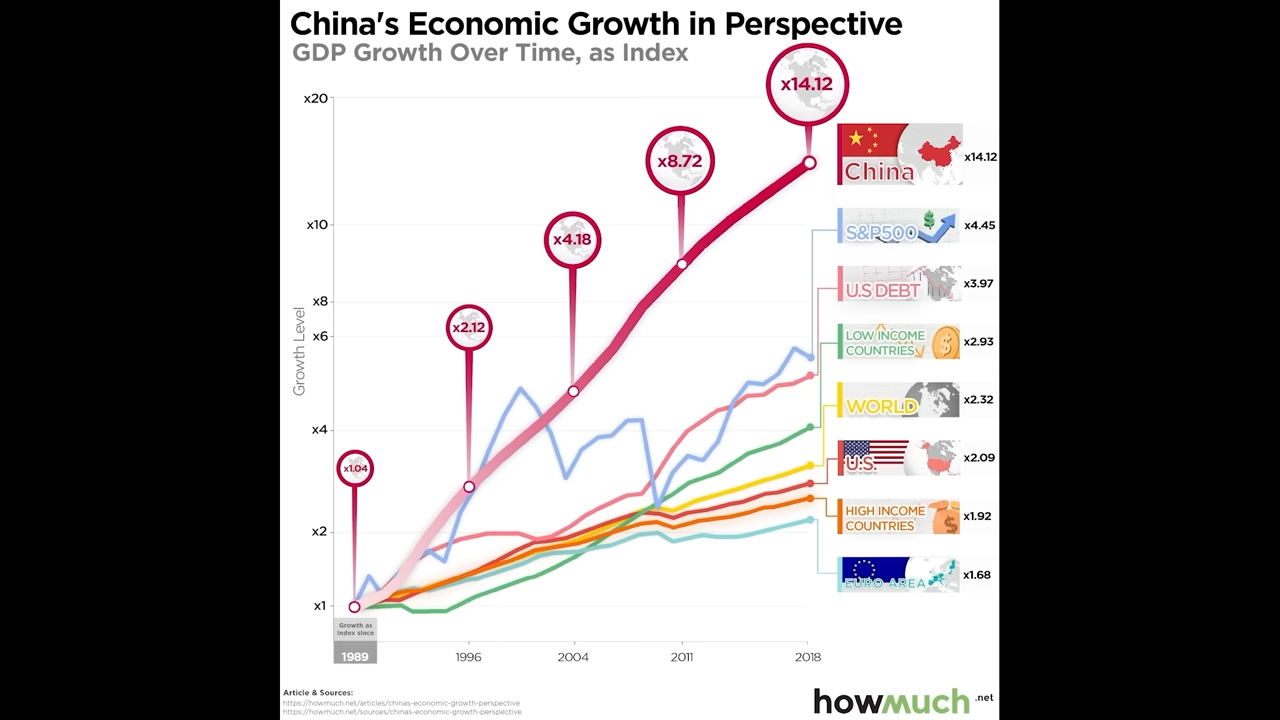 China's Economic Growth in Perspective
GDP Growth Over Time, as Index
x20
x10
x8
x6
x4
x2
x1
Growth Level
x1.04
x2.12
x4.18
x8.72
x14.12
China
x14.12
S&P500
x4.45
U.S DEBT
x3.97
LOW INCOME
COUNTRIES
x2.93
WORLD
x2.32
U.S.
x2.09
HIGH INCOME
COUNTRIES
x1.92
EURO AREA
x1.68
Growth as
index since
1989
1996
2004
2011
2018
Article & Sources:
https://howmuch.net/articles/chinas-economic-growth-perspective
https://howmuch.net/sources/chinas-economic-growth-perspective
howmuch.net